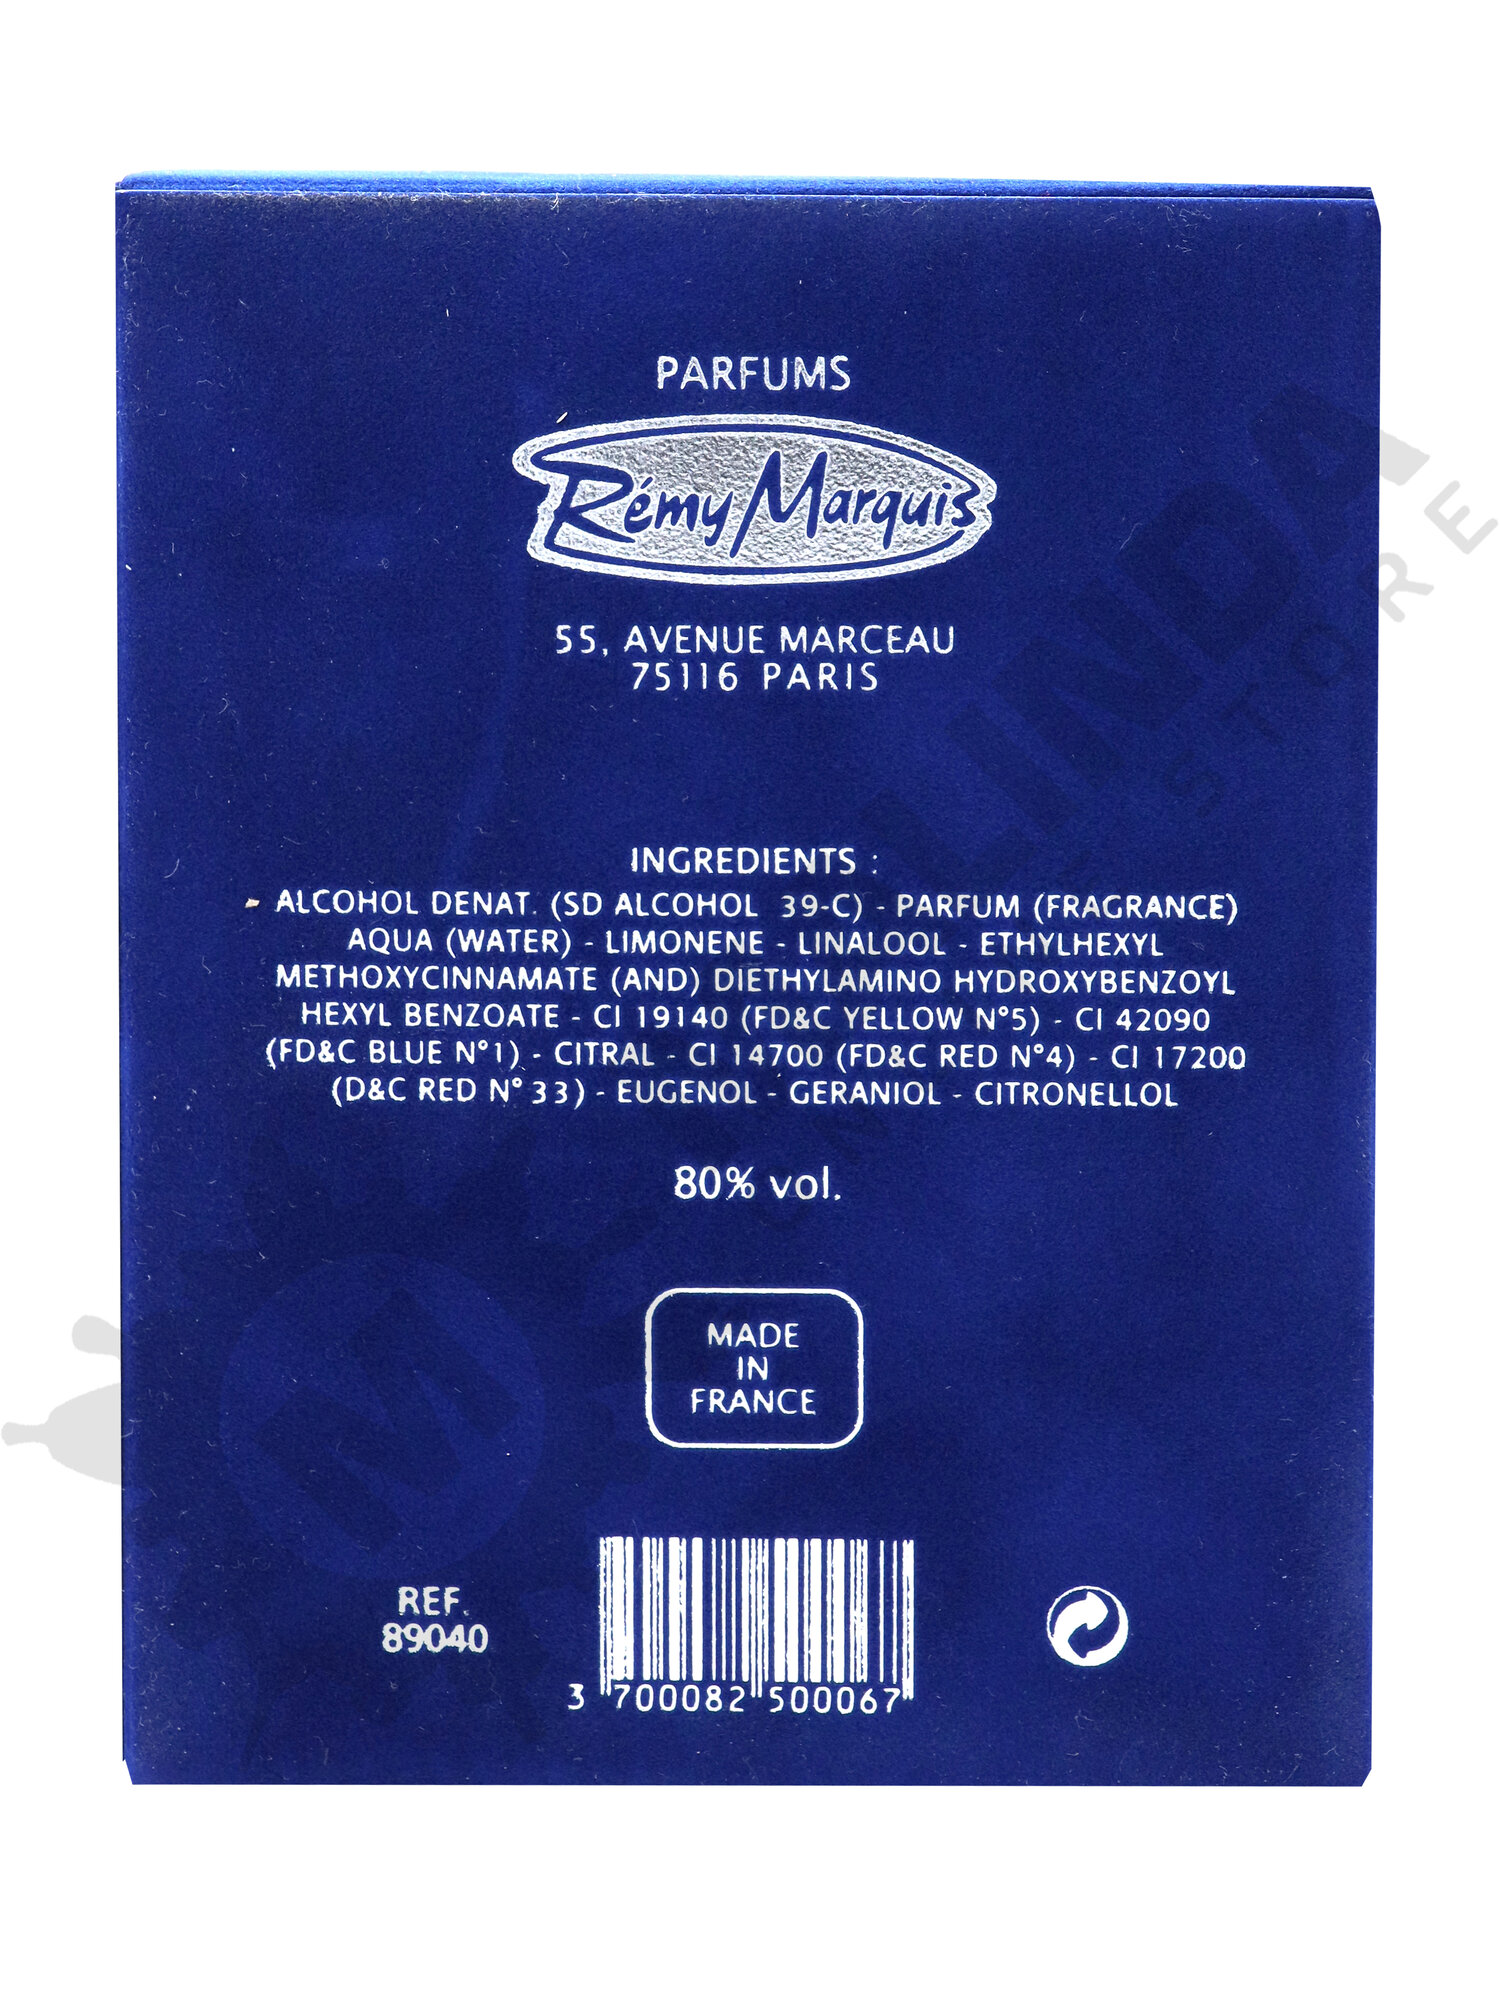 PARFUMS
Rémy Marquis
55, AVENUE MARCEAU
75116 PARIS
INGREDIENTS :
- ALCOHOL DENAT. (SD ALCOHOL 39-C) - PARFUM (FRAGRANCE)
AQUA (WATER) - LIMONENE - LINALOOL - ETHYLHEXYL
METHOXYCINNAMATE (AND) DIETHYLAMINO HYDROXYBENZOYL
HEXYL BENZOATE - CI 19140 (FD&C YELLOW N°5) - CI 42090
(FD&C BLUE N°1) - CITRAL - CI 14700 (FD&C RED N°4) - CI 17200
(D&C RED N° 33) - EUGENOL - GERANIOL - CITRONELLOL
80% vol.
MADE
IN
FRANCE
REF.
89040
3 700082 500067
LINDA
STORE